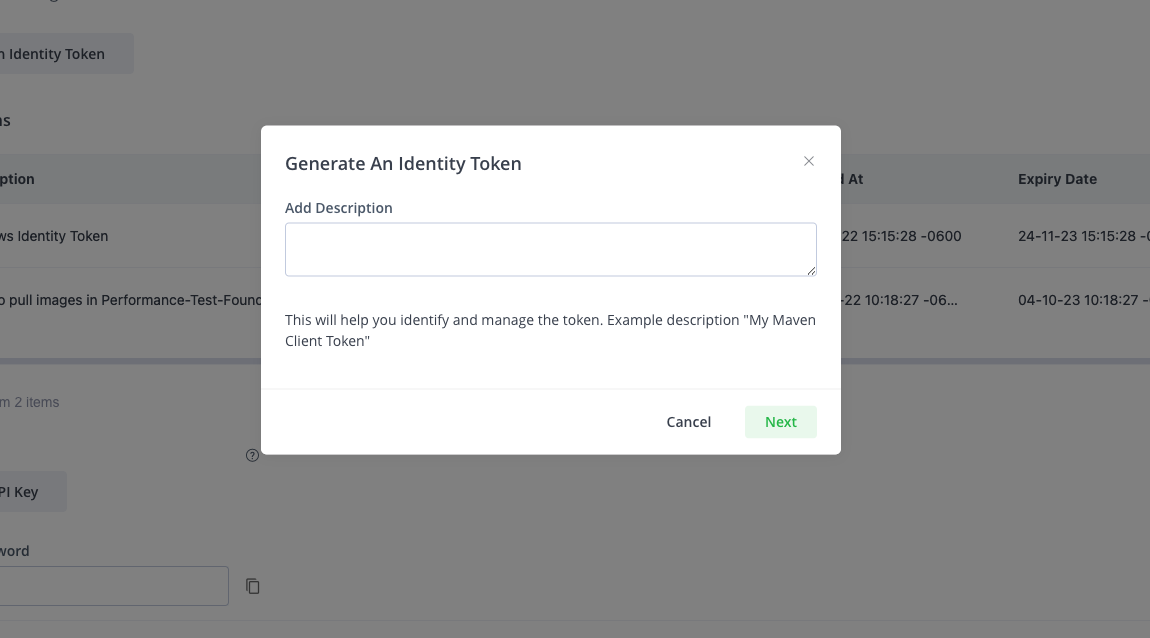 n Identity Token
ns
Generate An Identity Token
ption
l At
Expiry Date
Add Description
ws Identity Token
22 15:15:28 -0600
24-11-23 15:15:28 -0
o pull images in Performance-Test-Found
-22 10:18:27 -06...
04-10-23 10:18:27 -
This will help you identify and manage the token. Example description "My Maven
Client Token"
m 2 items
Cancel
Next
?
PI Key
word